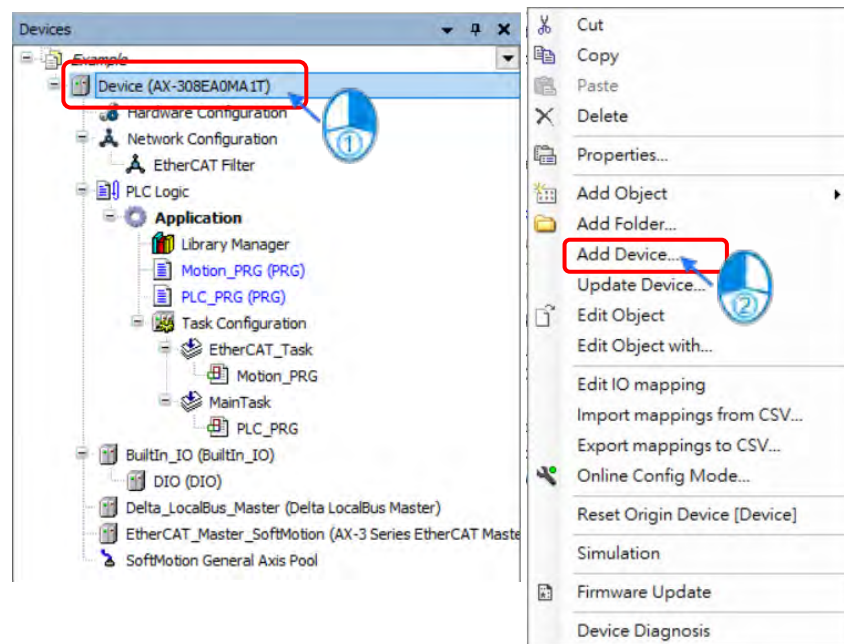 Devices
Example
Device (AX-308EA0MA1T)
Hardware Configuration
Network Configuration
EtherCAT Filter
PLC Logic
Application
Library Manager
Motion_PRG (PRG)
PLC_PRG (PRG)
Task Configuration
EtherCAT_Task
Motion_PRG
MainTask
PLC_PRG
BuiltIn_IO (BuiltIn_IO)
DIO (DIO)
Delta_LocalBus_Master (Delta LocalBus Master)
EtherCAT_Master_SoftMotion (AX-3 Series EtherCAT Maste
SoftMotion General Axis Pool
①
Cut
Copy
Paste
Delete
Properties...
Add Object
Add Folder...
Add Device...
Update Device...
②
Edit Object
Edit Object with...
Edit IO mapping
Import mappings from CSV...
Export mappings to CSV...
Online Config Mode...
Reset Origin Device [Device]
Simulation
Firmware Update
Device Diagnosis